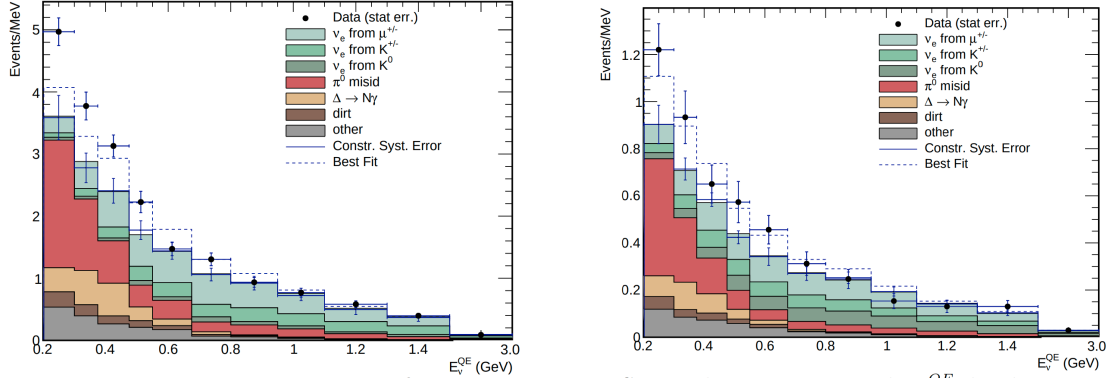 Events/MeV
5
4
3
2
1
0
Data (stat err.)
νe from μ+/-
νe from K+/-
νe from K0
π0 misid
Δ → Nγ
dirt
other
Constr. Syst. Error
Best Fit
0.2 0.4 0.6 0.8 1 1.2 1.4 3.0
EνQE (GeV)
Events/MeV
1.2
1
0.8
0.6
0.4
0.2
0.0
Data (stat err.)
νe from μ+/-
νe from K+/-
νe from K0
π0 misid
Δ → Nγ
dirt
other
Constr. Syst. Error
Best Fit
0.2 0.4 0.6 0.8 1 1.2 1.4 3.0
EνQE (GeV)